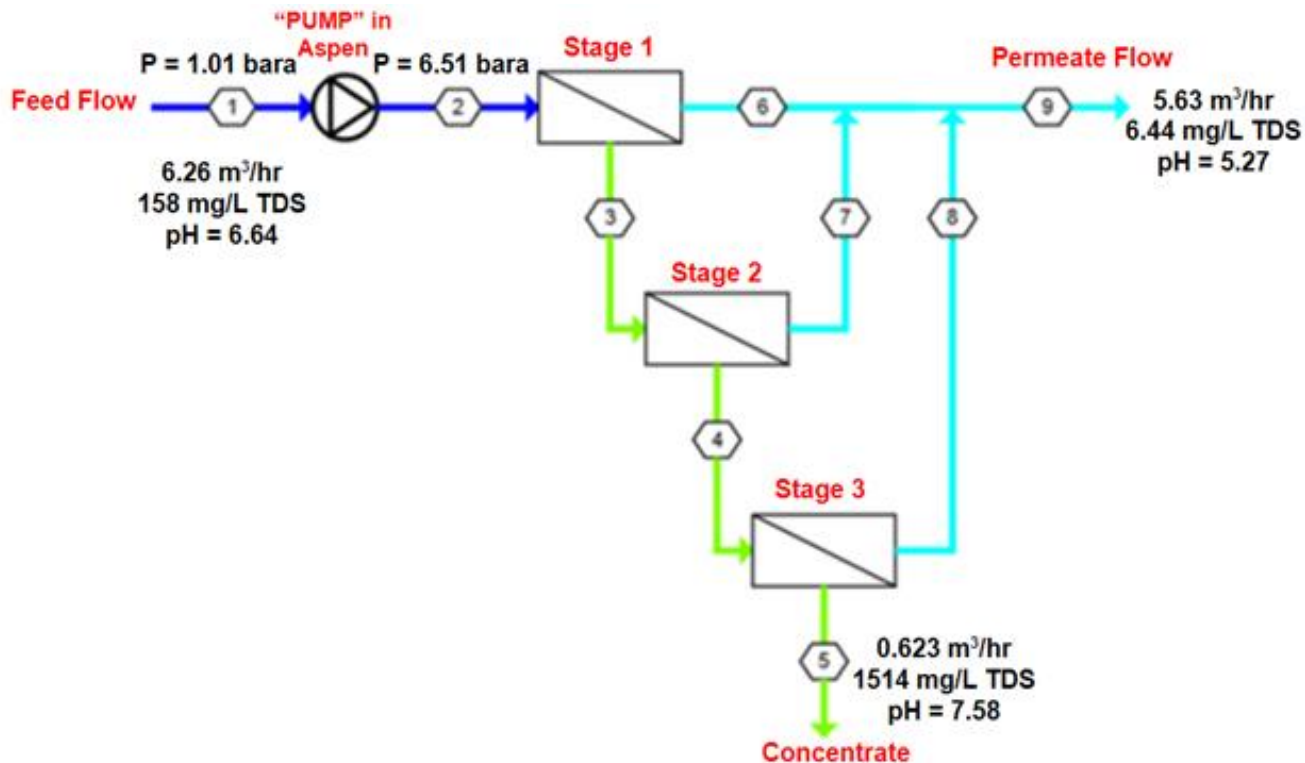 “PUMP” in
Aspen
P = 1.01 bara
P = 6.51 bara
Stage 1
Permeate Flow
Feed Flow
1
2
6
9
5.63 m³/hr
6.44 mg/L TDS
pH = 5.27
6.26 m³/hr
158 mg/L TDS
pH = 6.64
3
7
8
Stage 2
4
Stage 3
5
0.623 m³/hr
1514 mg/L TDS
pH = 7.58
Concentrate